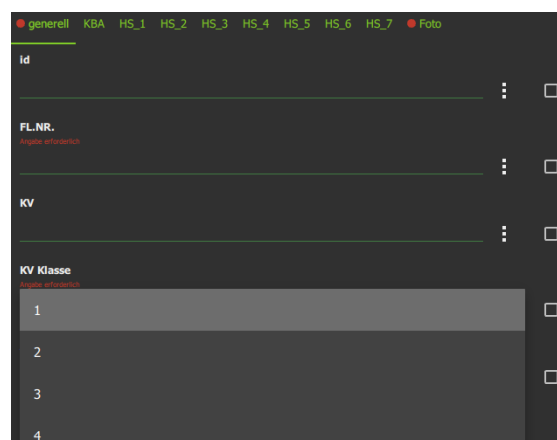 generell KBA HS_1 HS_2 HS_3 HS_4 HS_5 HS_6 HS_7 Foto
id
FL.NR.
Angabe erforderlich
KV
KV Klasse
Angabe erforderlich
1
2
3
4